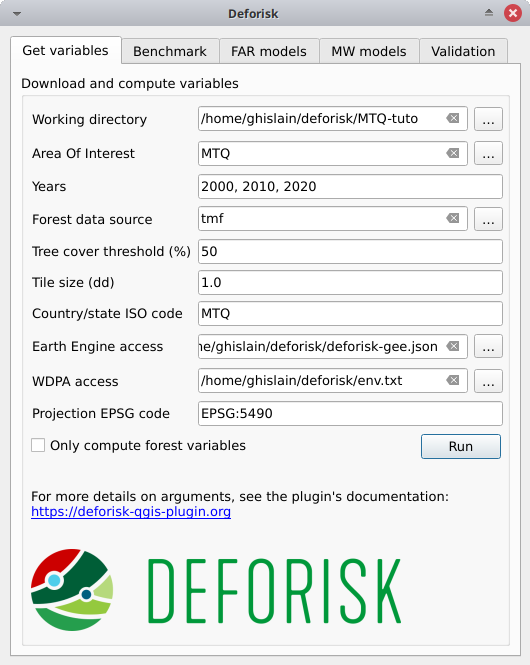 Deforisk
Get variables Benchmark FAR models MW models Validation
Download and compute variables
Working directory /home/ghislain/deforisk/MTQ-tuto ...
Area Of Interest MTQ ...
Years 2000, 2010, 2020
Forest data source tmf ...
Tree cover threshold (%) 50
Tile size (dd) 1.0
Country/state ISO code MTQ
Earth Engine access ne/ghislain/deforisk/deforisk-gee.json ...
WDPA access /home/ghislain/deforisk/env.txt ...
Projection EPSG code EPSG:5490
Only compute forest variables Run
For more details on arguments, see the plugin's documentation:
https://deforisk-qgis-plugin.org
DEFORISK